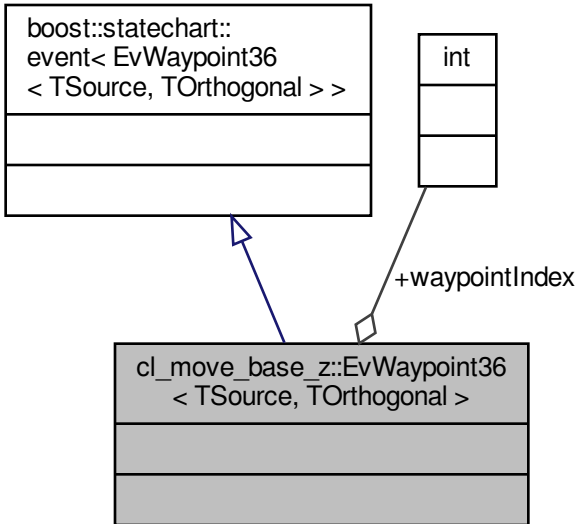 boost::statechart::
event< EvWaypoint36
< TSource, TOrthogonal > >
int
+waypointIndex
cl_move_base_z::EvWaypoint36
< TSource, TOrthogonal >